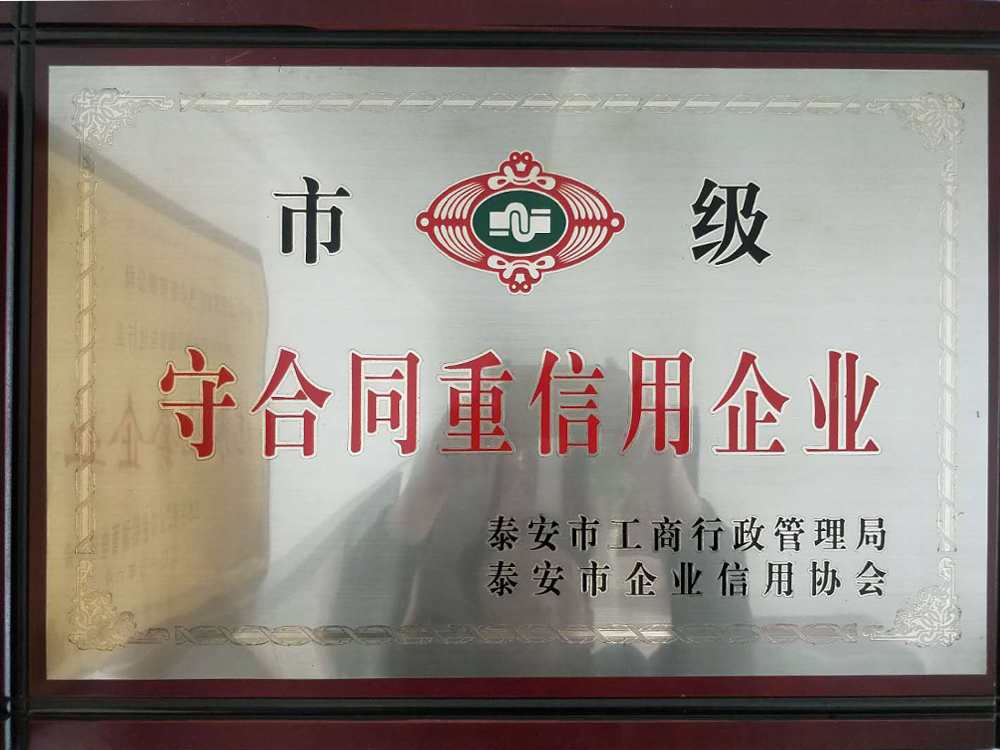 市 级
守合同重信用企业
泰安市工商行政管理局
泰安市企业信用协会